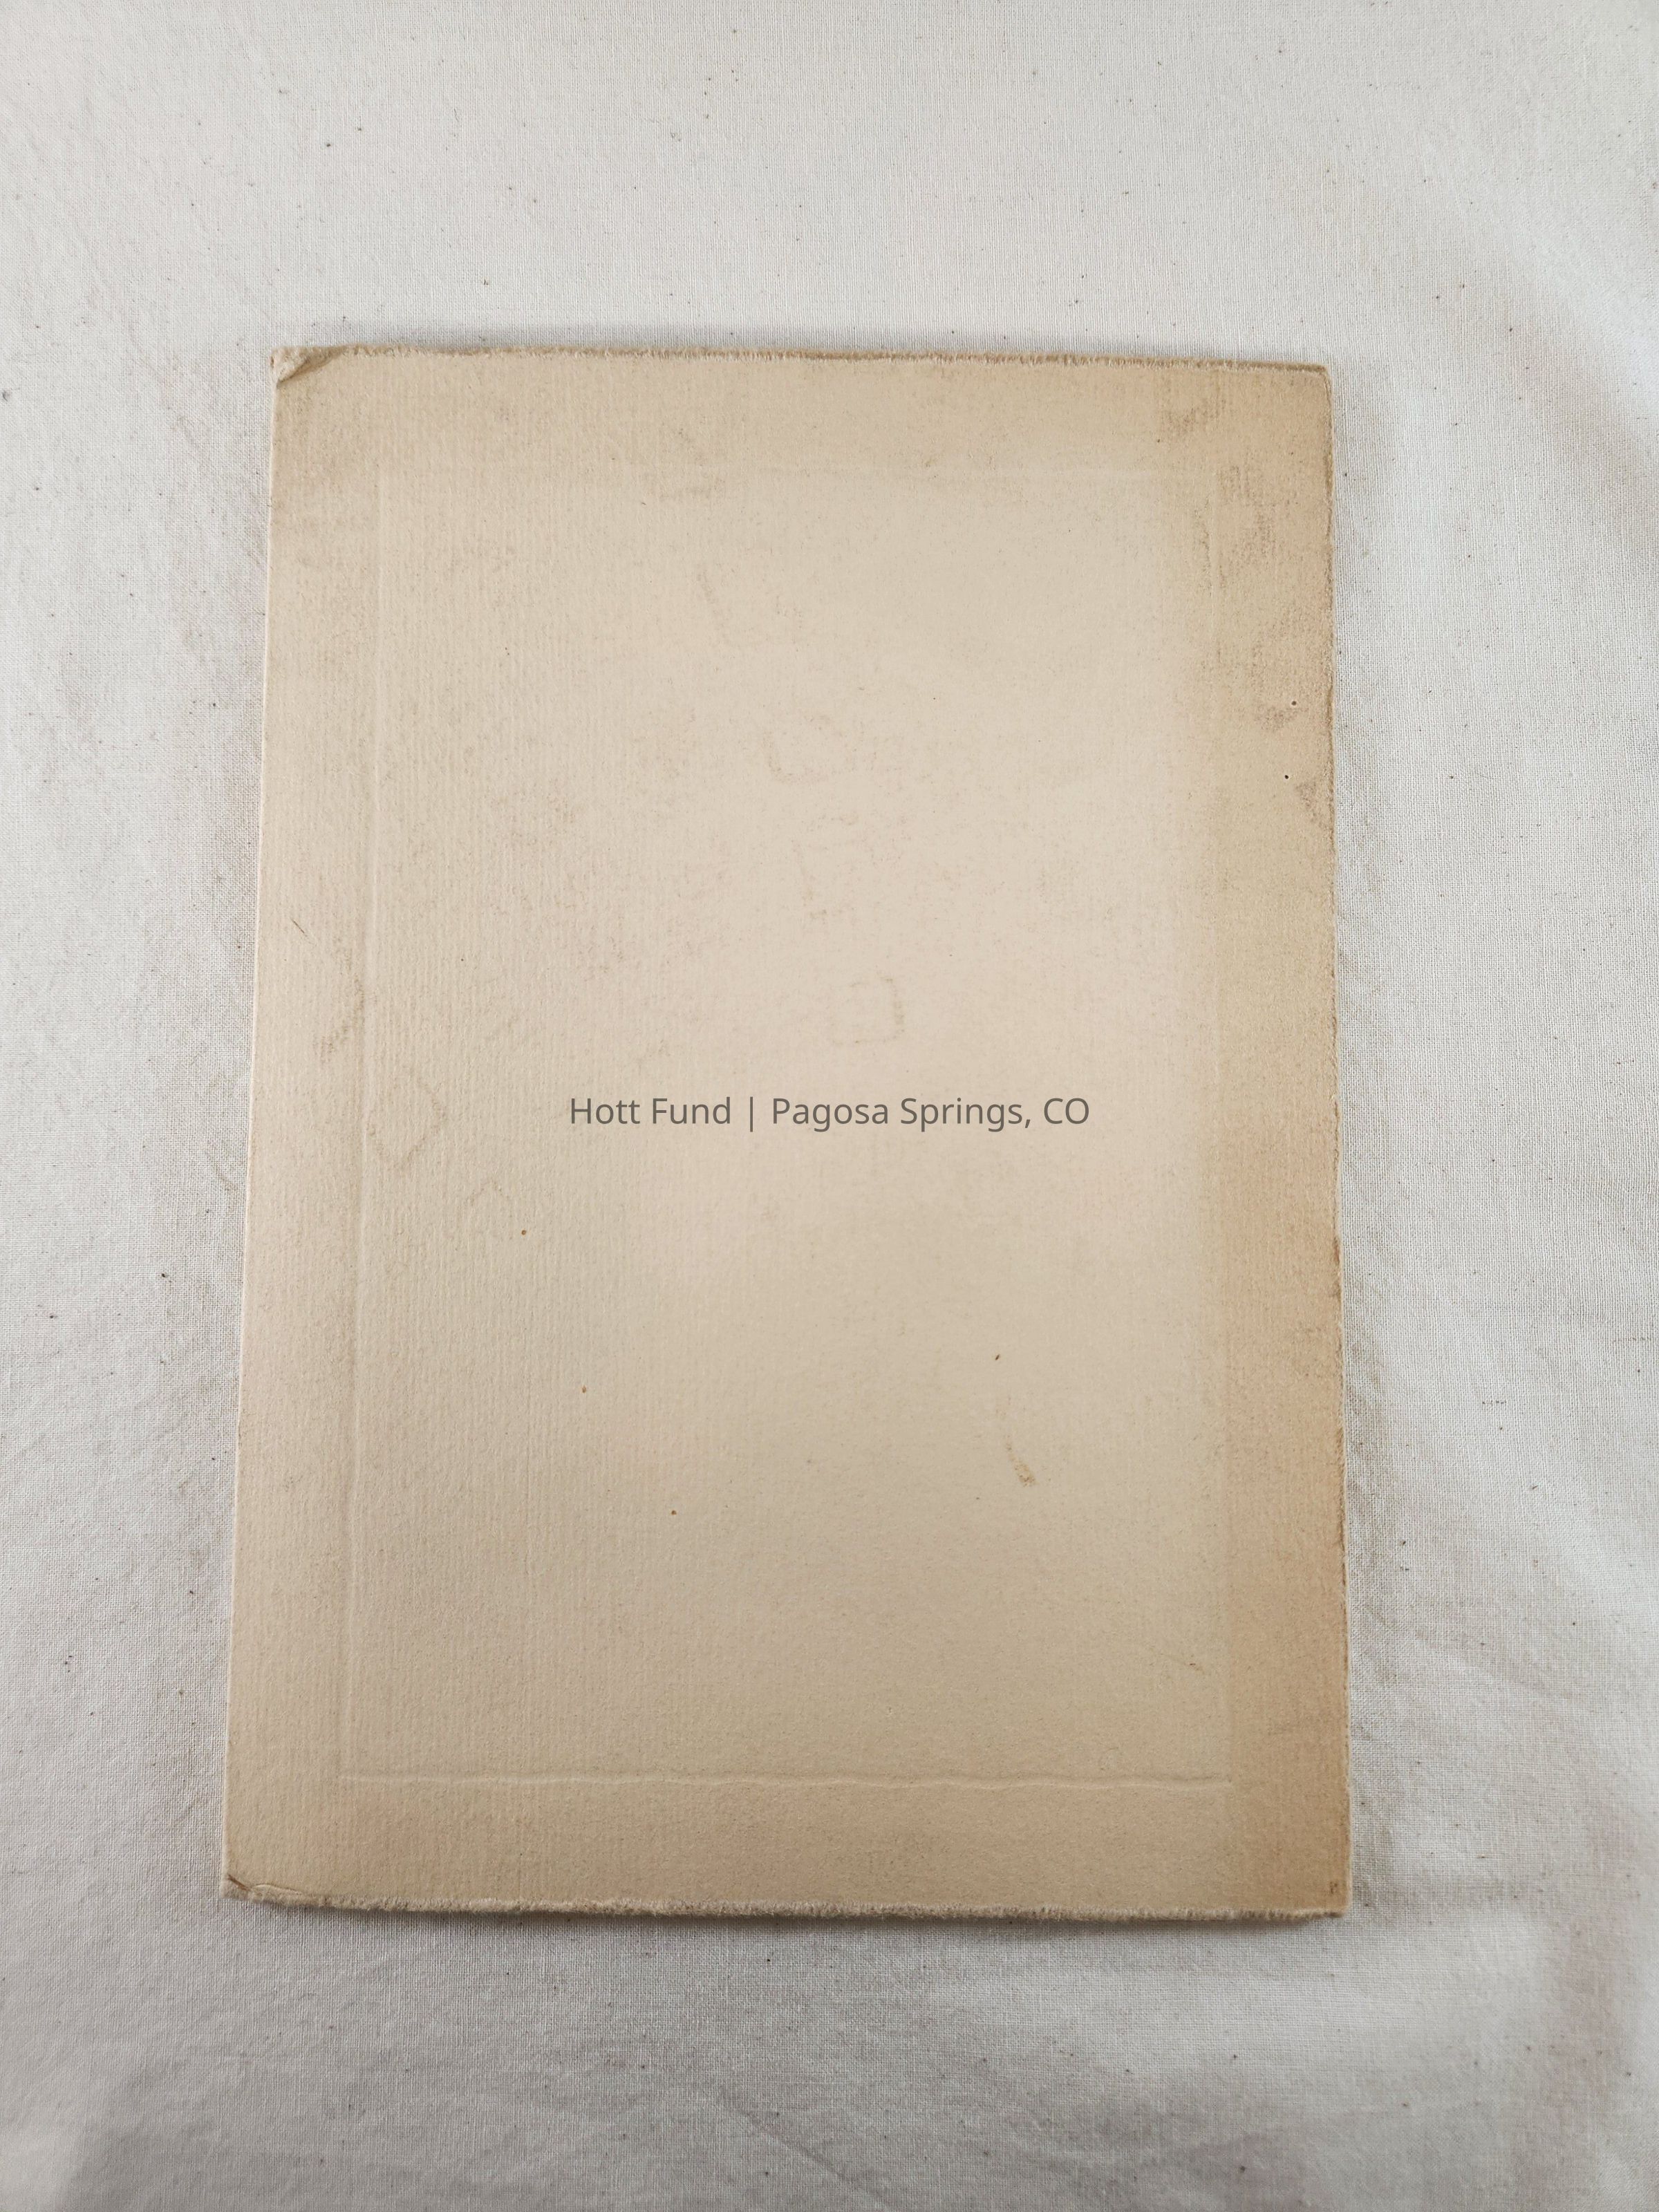 Hott Fund | Pagosa Springs, CO